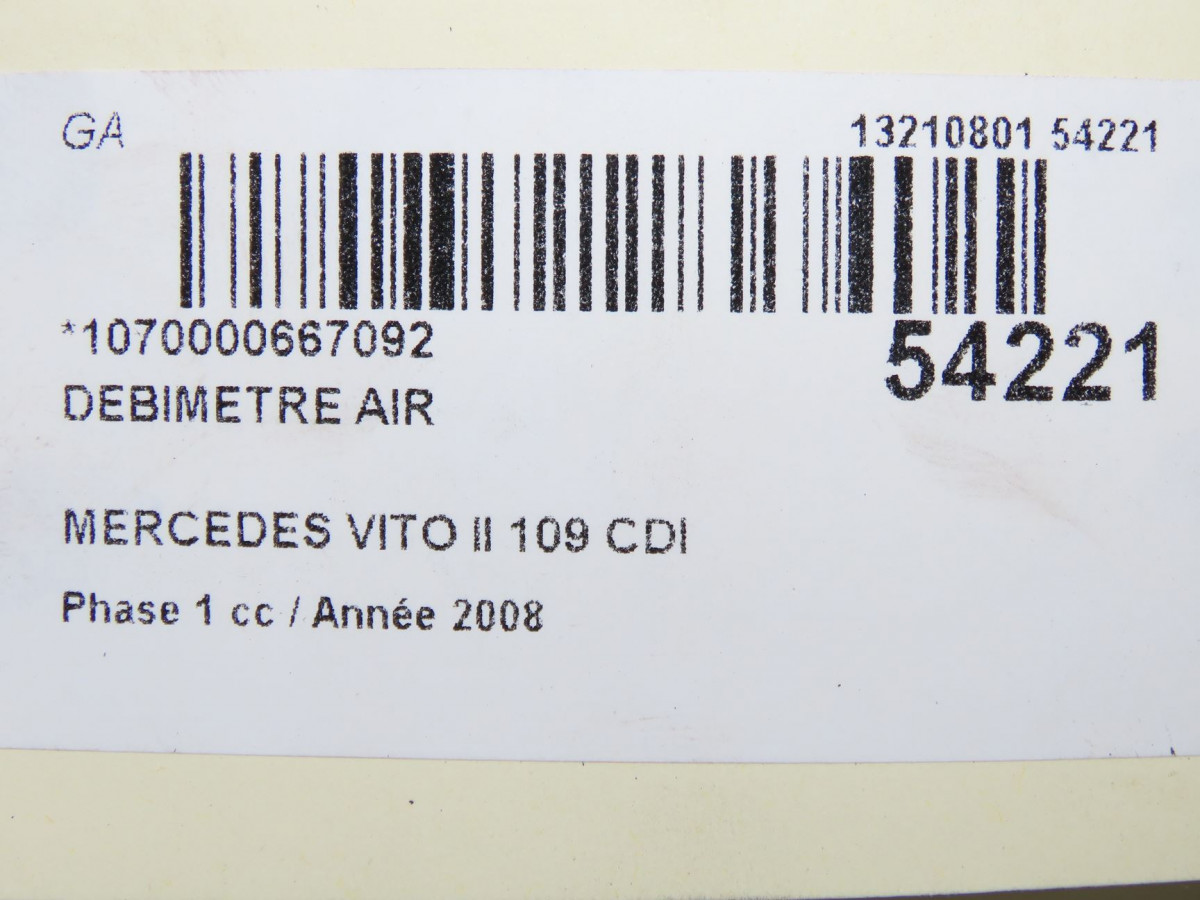 GA
13210801 54221
*1070000667092
54221
DEBIMETRE AIR
MERCEDES VITO II 109 CDI
Phase 1 cc / Année 2008